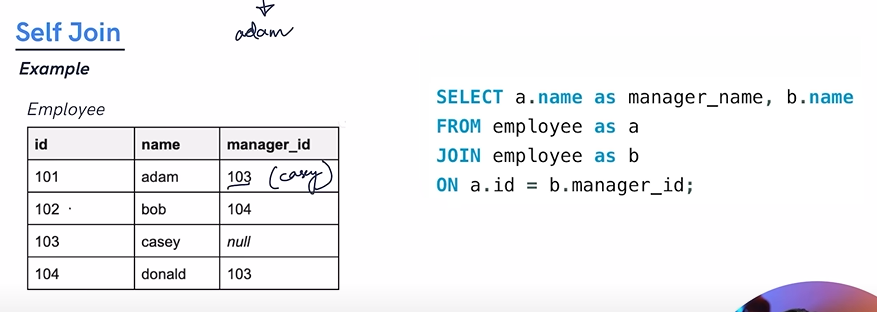 adam
Self Join
Example
Employee
id name manager_id
101 adam 103 (casey)
102 bob 104
103 casey null
104 donald 103
SELECT a.name as manager_name, b.name
FROM employee as a
JOIN employee as b
ON a.id = b.manager_id;